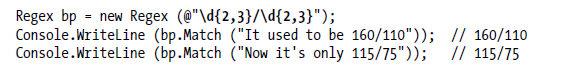 Regex bp = new Regex (@"\d{2,3}/\d{2,3}");
Console.WriteLine (bp.Match ("It used to be 160/110"));  // 160/110
Console.WriteLine (bp.Match ("Now it's only 115/75"));   // 115/75